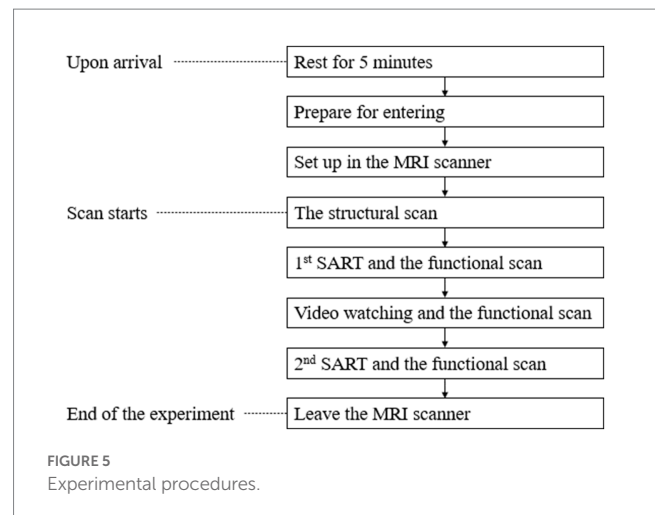 Upon arrival Rest for 5 minutes
Prepare for entering
Set up in the MRI scanner
Scan starts The structural scan
1st SART and the functional scan
Video watching and the functional scan
2nd SART and the functional scan
End of the experiment Leave the MRI scanner
FIGURE 5
Experimental procedures.